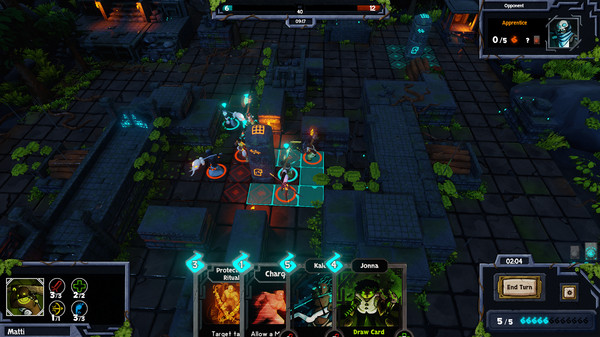 6
40
12
09:17
Opponent
Apprentice
0/5
?
3
Protec
Ritual
Target ta
1
Charg
Allow a M
5
Kal
4
Jonna
Draw Card
3/3
2/2
1/1
3/3
Matti
02:04
End Turn
5/5